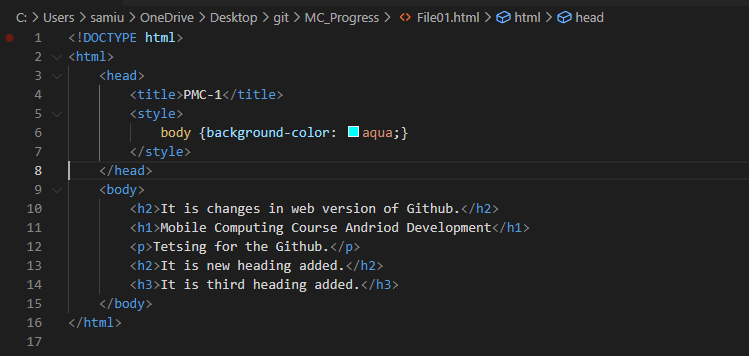 C: > Users > samiu > OneDrive > Desktop > git > MC_Progress > <> File01.html > html > head
1 <!DOCTYPE html>
2 <html>
3 <head>
4 <title>PMC-1</title>
5 <style>
6 body {background-color: aqua;}
7 </style>
8 </head>
9 <body>
10 <h2>It is changes in web version of Github.</h2>
11 <h1>Mobile Computing Course Andriod Development</h1>
12 <p>Tetsing for the Github.</p>
13 <h2>It is new heading added.</h2>
14 <h3>It is third heading added.</h3>
15 </body>
16 </html>
17